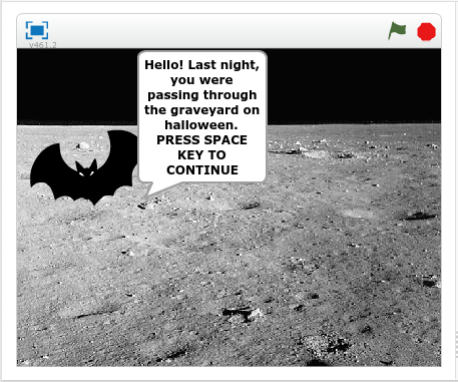 v461.2
Hello! Last night,
you were
passing through
the graveyard on
halloween.
PRESS SPACE
KEY TO
CONTINUE